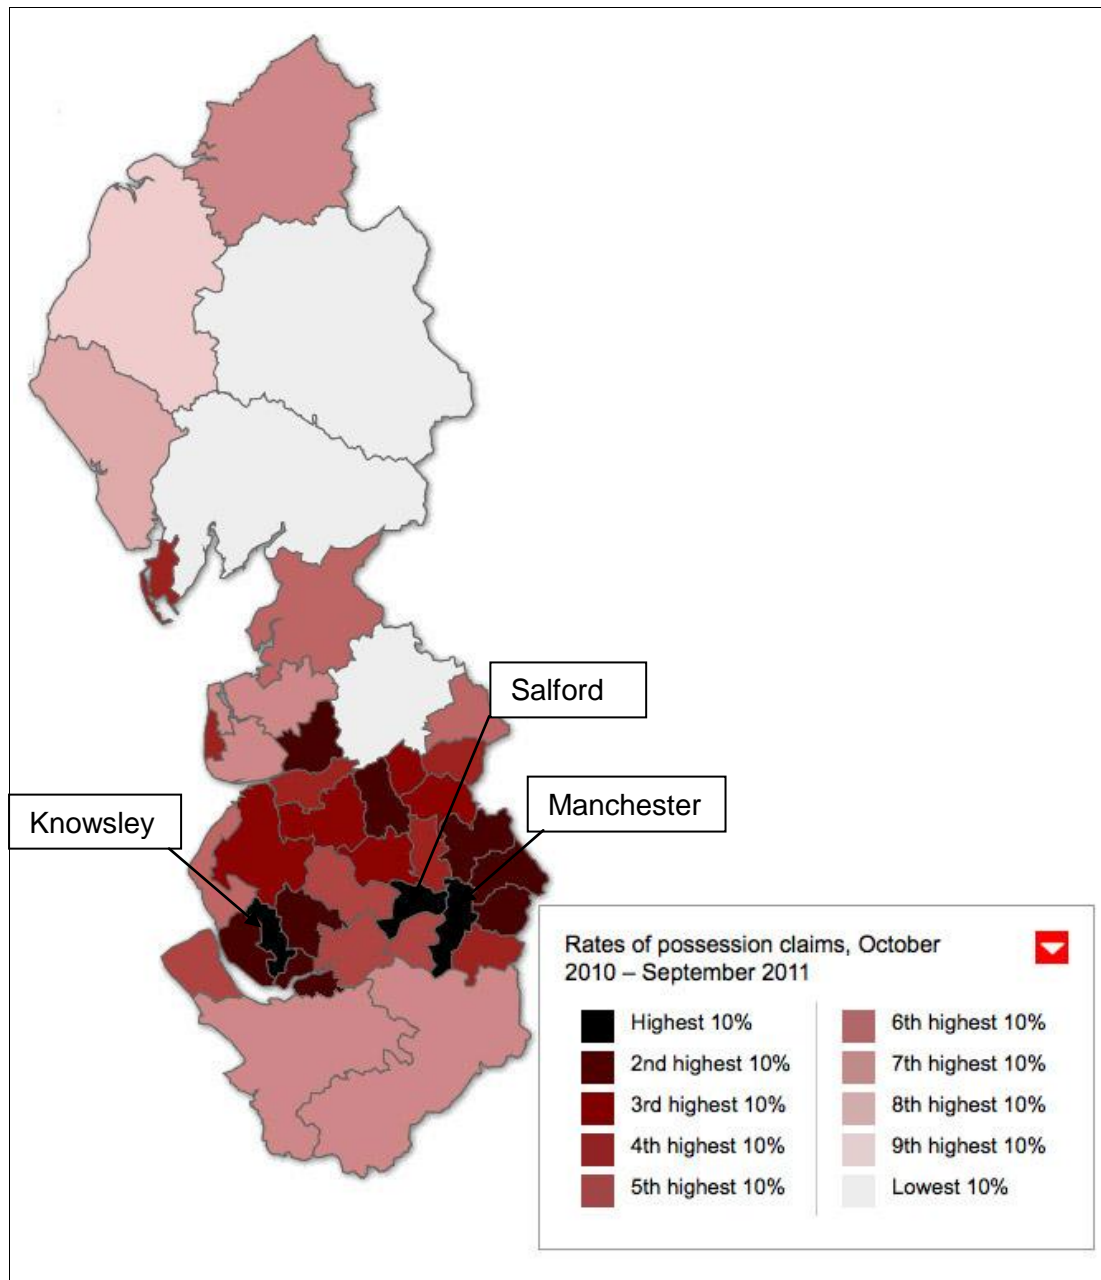 Salford
Manchester
Knowsley
Rates of possession claims, October
2010 – September 2011
Highest 10%
2nd highest 10%
3rd highest 10%
4th highest 10%
5th highest 10%
6th highest 10%
7th highest 10%
8th highest 10%
9th highest 10%
Lowest 10%